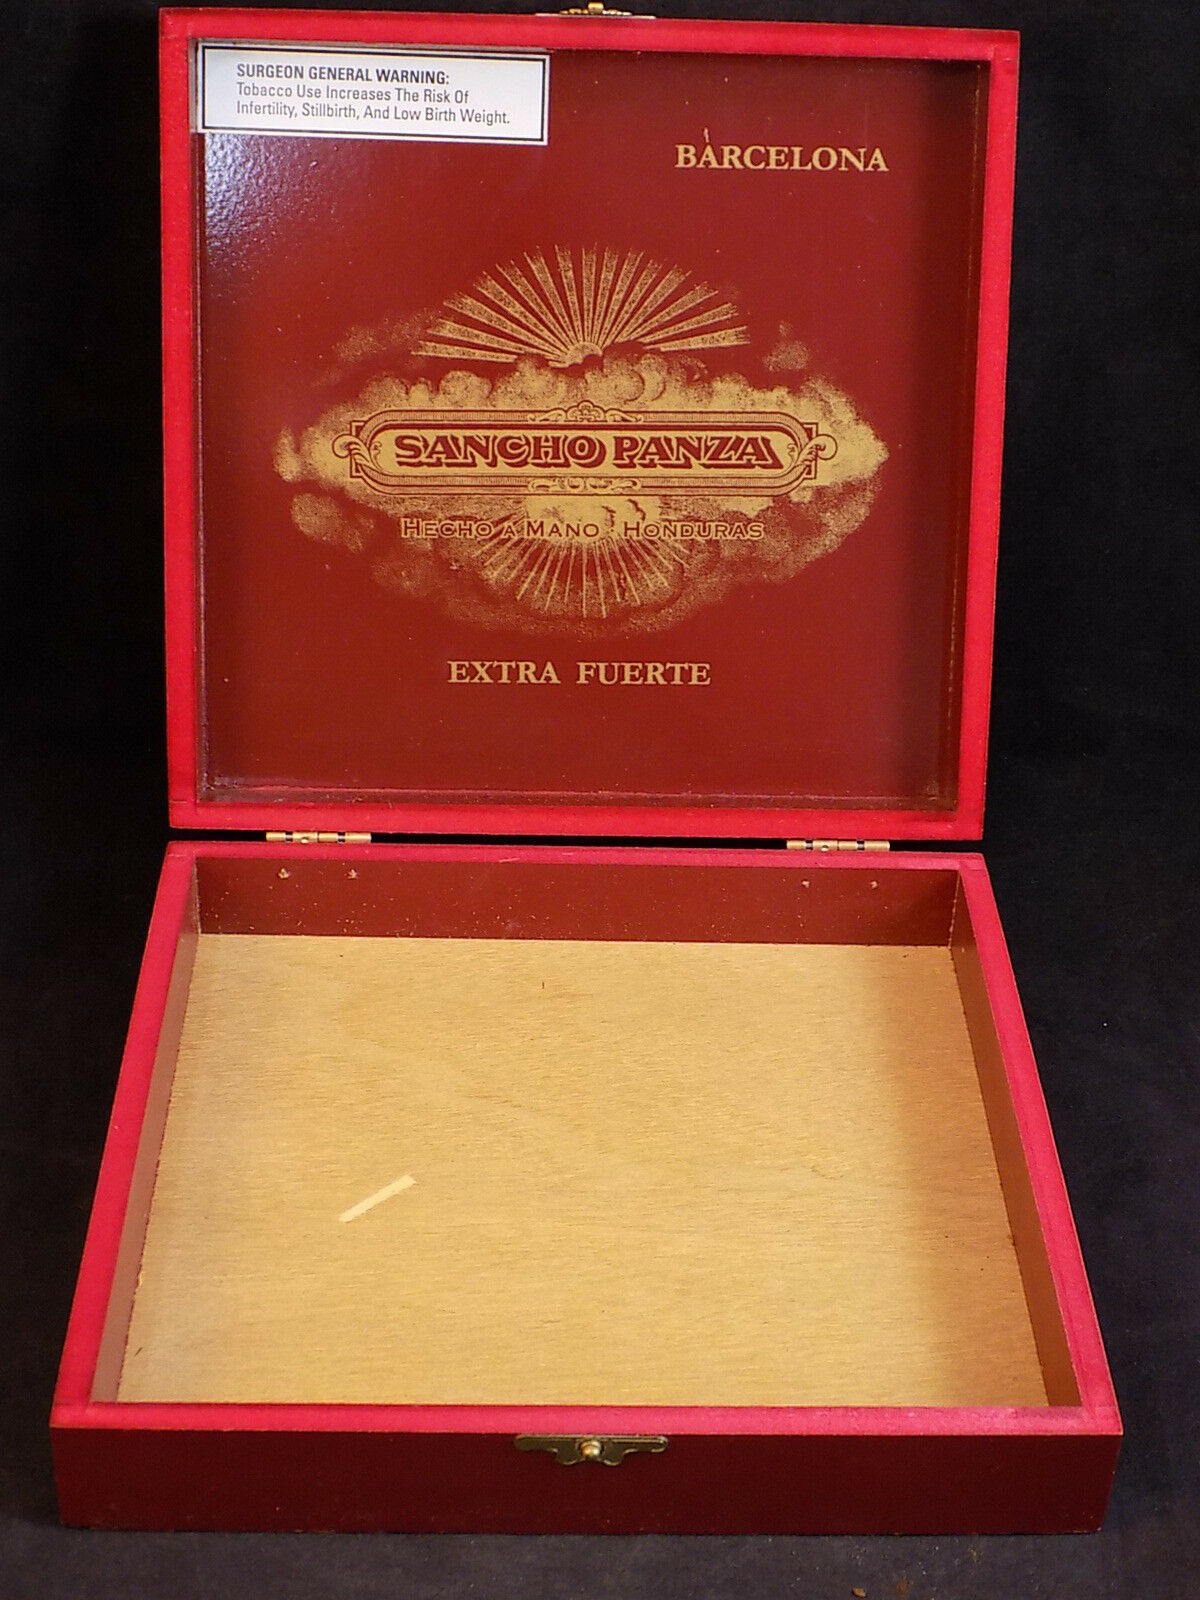 SURGEON GENERAL WARNING:
Tobacco Use Increases The Risk Of
Infertility, Stillbirth, And Low Birth Weight.
BARCELONA
SANCHO PANZA
HECHO A MANO · HONDURAS
EXTRA FUERTE